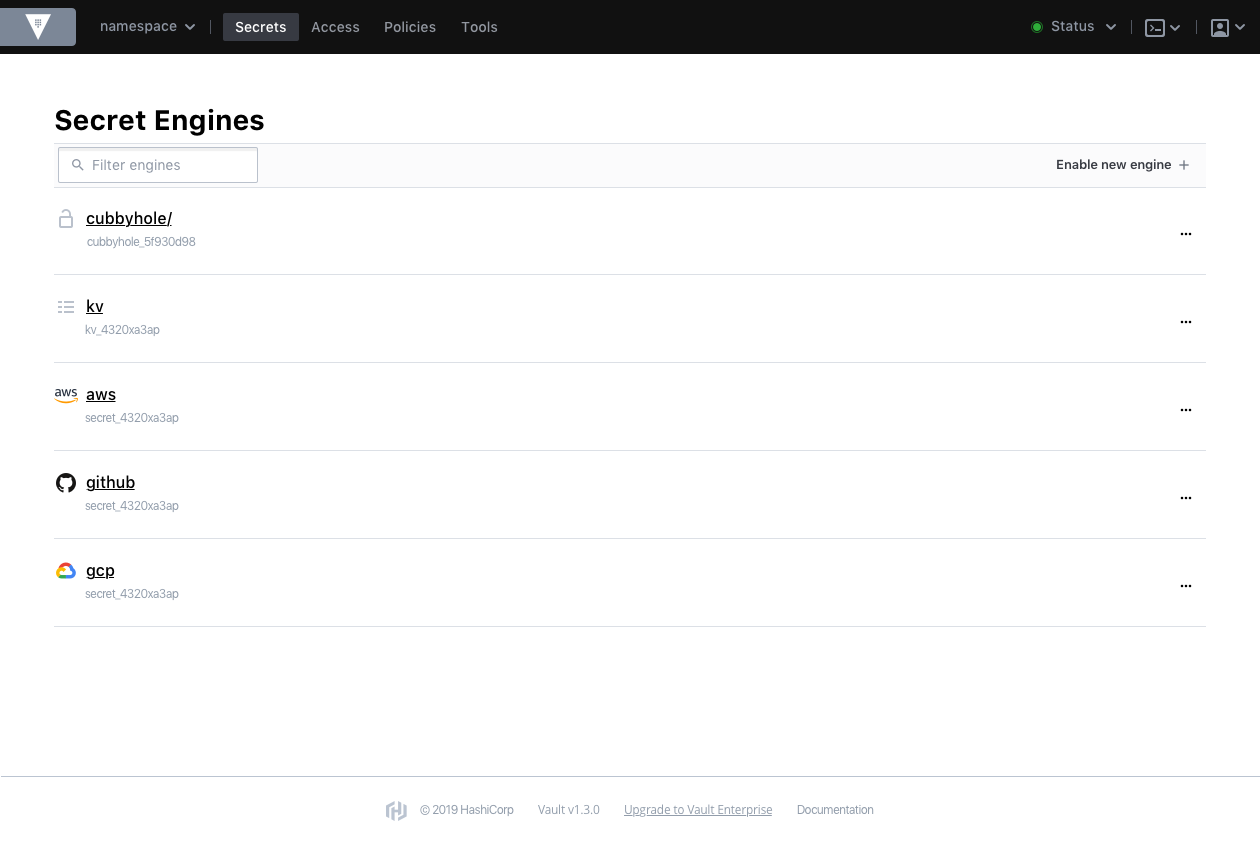 namespace
Secrets
Access
Policies
Tools
Status
Secret Engines
Filter engines
Enable new engine
cubbyhole/
cubbyhole_5f930d98
kv
kv_4320xa3ap
aws
aws
secret_4320xa3ap
github
secret_4320xa3ap
gcp
secret_4320xa3ap
© 2019 HashiCorp
Vault v1.3.0
Upgrade to Vault Enterprise
Documentation